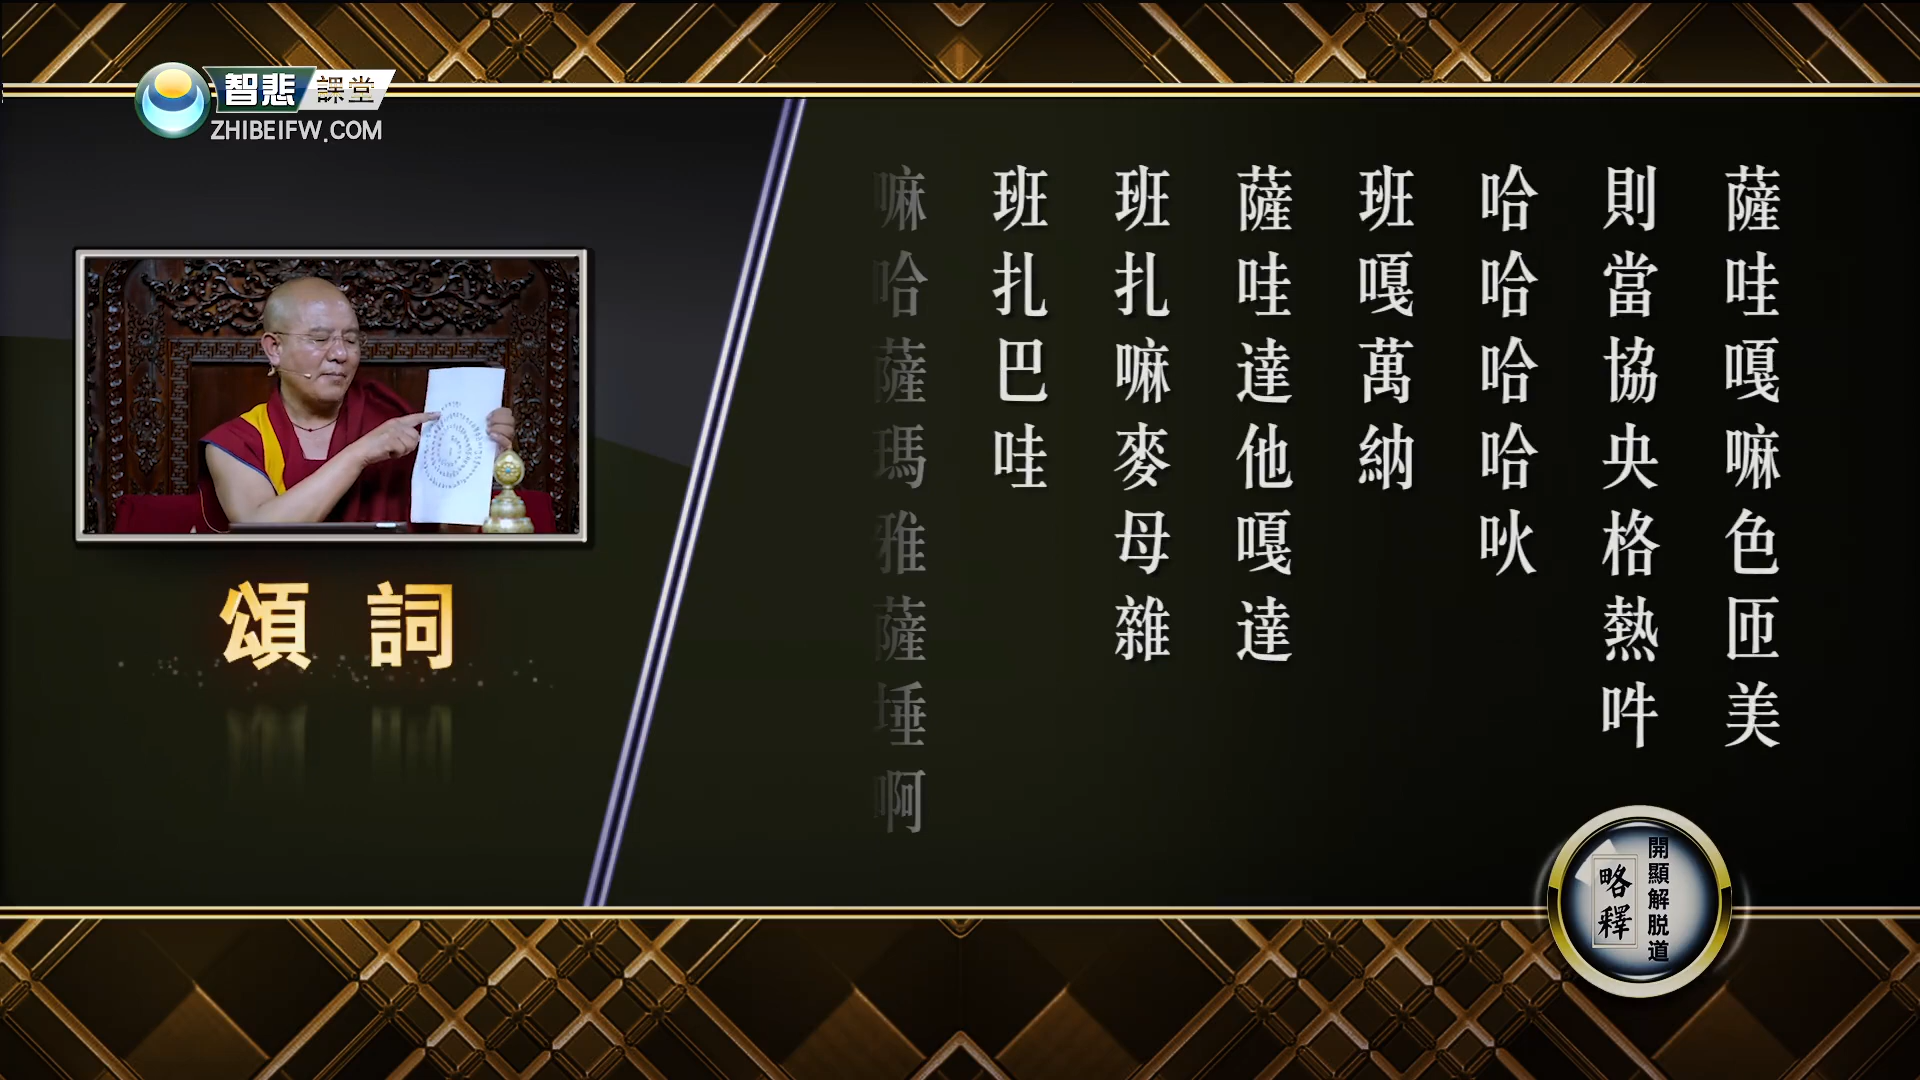 智悲課堂
ZHIBEIFW.COM
薩哇嘎嘛色匝美
則當協央格熱吽
哈哈哈哈吙
班嘎萬納
薩哇達他嘎達
班扎嘛麥母雜
班扎巴哇
嘛哈薩瑪雅薩埵啊
頌詞
開顯解脱道
略釋